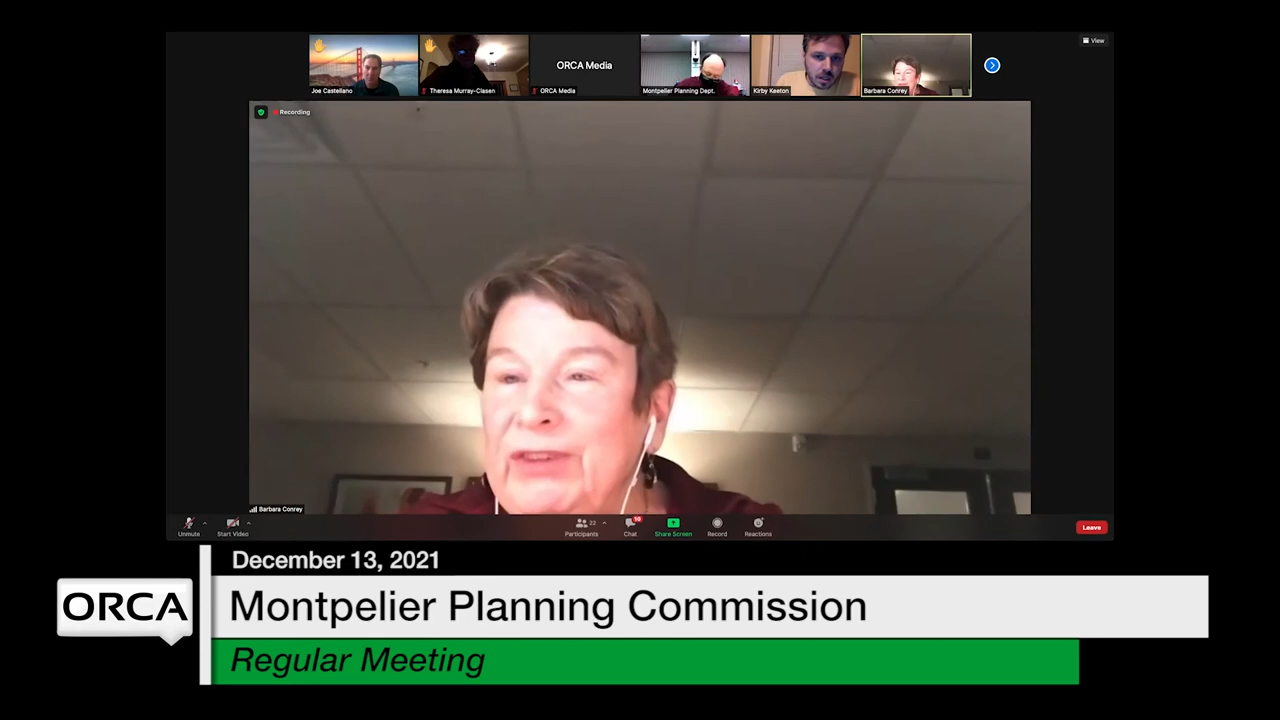 View
ORCA Media
Joe Castellano
Theresa Murray-Clasen
ORCA Media
Montpelier Planning Dept.
Kirby Keeton
Barbara Conrey
Recording
Barbara Conrey
Unmute
Start Video
22
Participants
10
Chat
Share Screen
Record
Reactions
Leave
December 13, 2021
ORCA
Montpelier Planning Commission
Regular Meeting